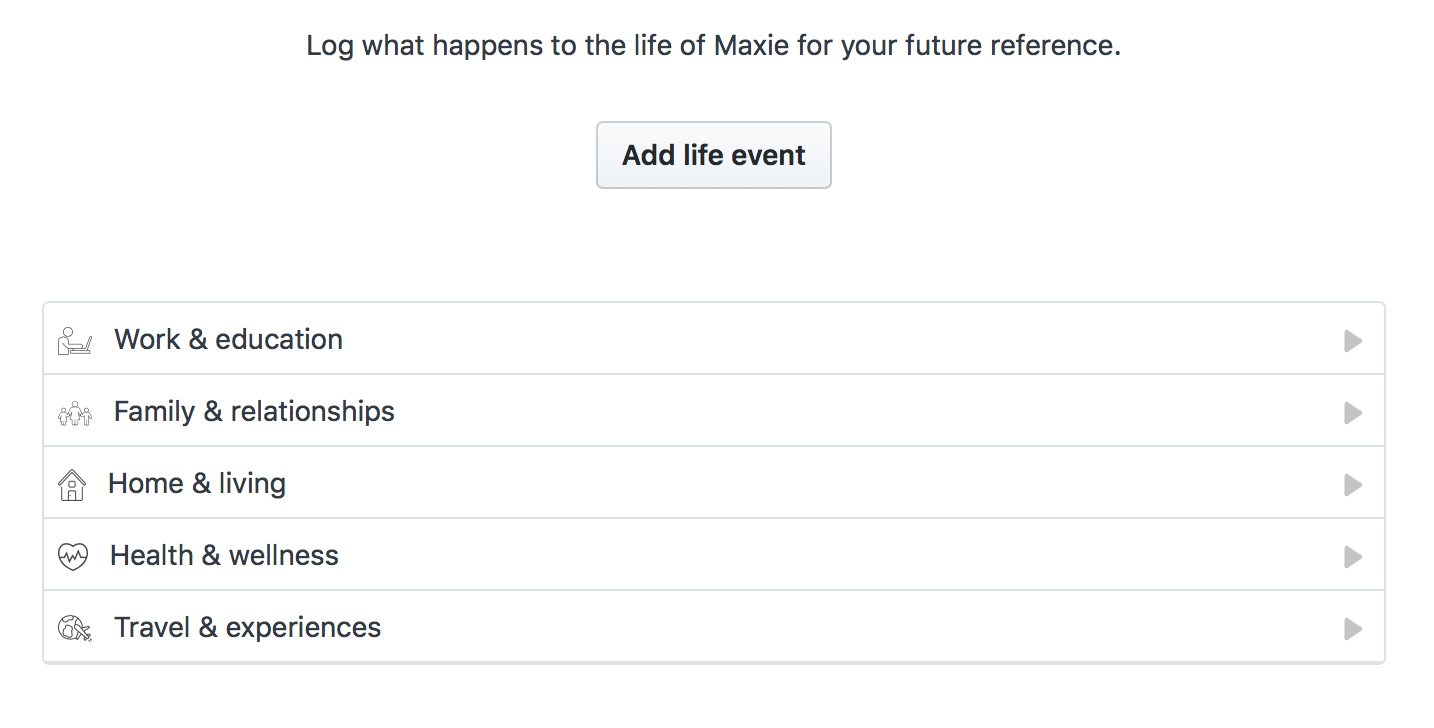 Log what happens to the life of Maxie for your future reference.
Add life event
Work & education
Family & relationships
Home & living
Health & wellness
Travel & experiences